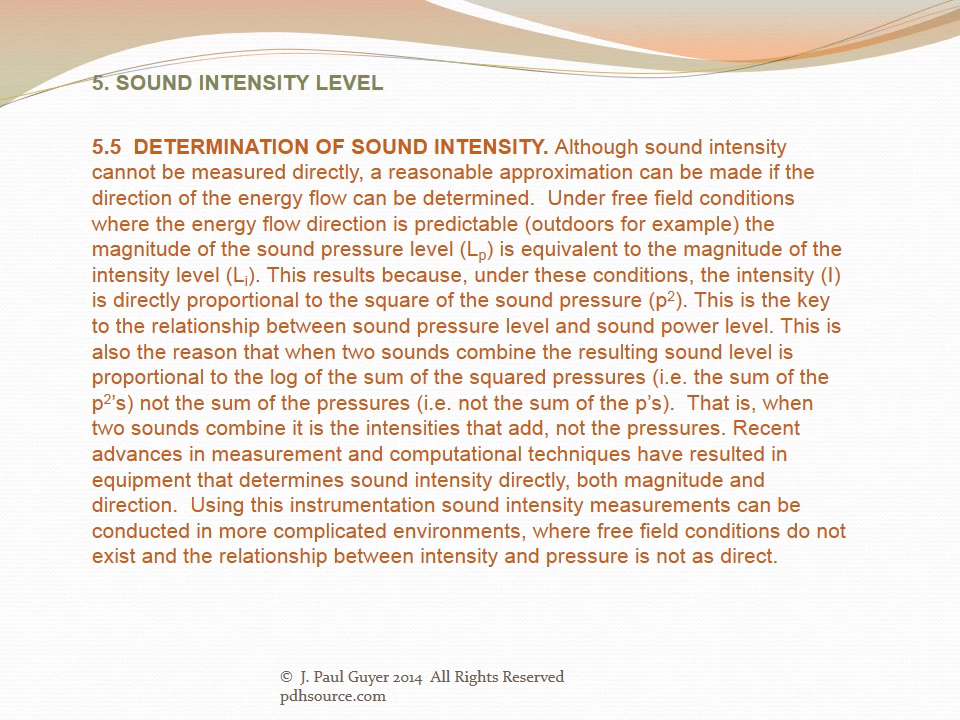 5. SOUND INTENSITY LEVEL
5.5  DETERMINATION OF SOUND INTENSITY. Although sound intensity
cannot be measured directly, a reasonable approximation can be made if the
direction of the energy flow can be determined.  Under free field conditions
where the energy flow direction is predictable (outdoors for example) the
magnitude of the sound pressure level (Lₚ) is equivalent to the magnitude of the
intensity level (Lᵢ). This results because, under these conditions, the intensity (I)
is directly proportional to the square of the sound pressure (p²). This is the key
to the relationship between sound pressure level and sound power level. This is
also the reason that when two sounds combine the resulting sound level is
proportional to the log of the sum of the squared pressures (i.e. the sum of the
p²’s) not the sum of the pressures (i.e. not the sum of the p’s).  That is, when
two sounds combine it is the intensities that add, not the pressures. Recent
advances in measurement and computational techniques have resulted in
equipment that determines sound intensity directly, both magnitude and
direction.  Using this instrumentation sound intensity measurements can be
conducted in more complicated environments, where free field conditions do not
exist and the relationship between intensity and pressure is not as direct.
©  J. Paul Guyer 2014  All Rights Reserved
pdhsource.com